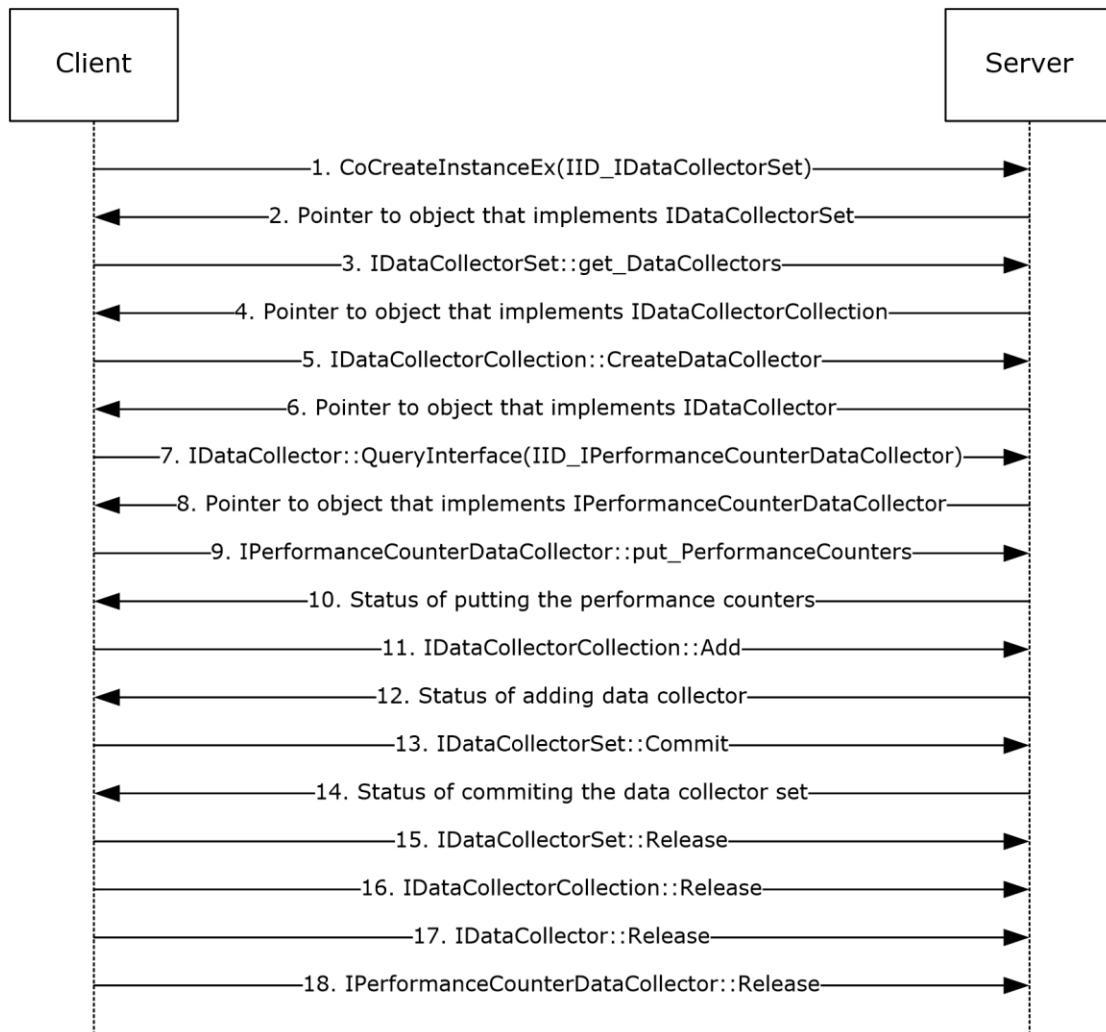 Client
Server
1. CoCreateInstanceEx(IID_IDataCollectorSet)
2. Pointer to object that implements IDataCollectorSet
3. IDataCollectorSet::get_DataCollectors
4. Pointer to object that implements IDataCollectorCollection
5. IDataCollectorCollection::CreateDataCollector
6. Pointer to object that implements IDataCollector
7. IDataCollector::QueryInterface(IID_IPerformanceCounterDataCollector)
8. Pointer to object that implements IPerformanceCounterDataCollector
9. IPerformanceCounterDataCollector::put_PerformanceCounters
10. Status of putting the performance counters
11. IDataCollectorCollection::Add
12. Status of adding data collector
13. IDataCollectorSet::Commit
14. Status of commiting the data collector set
15. IDataCollectorSet::Release
16. IDataCollectorCollection::Release
17. IDataCollector::Release
18. IPerformanceCounterDataCollector::Release